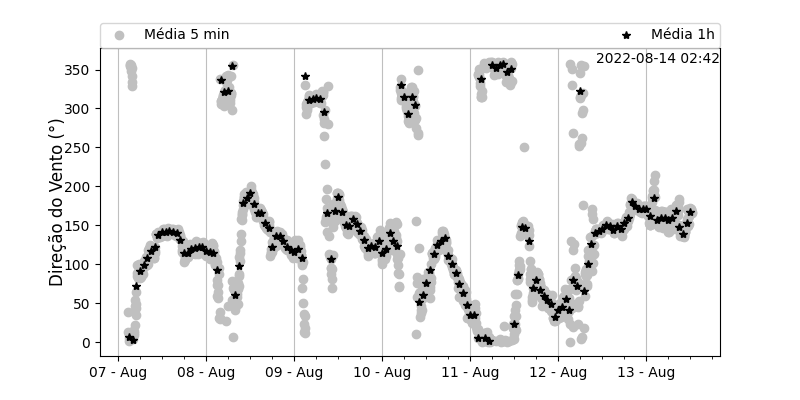 Média 5 min
Média 1h
2022-08-14 02:42
Direção do Vento (°)
350
300
250
200
150
100
50
0
07 - Aug
08 - Aug
09 - Aug
10 - Aug
11 - Aug
12 - Aug
13 - Aug